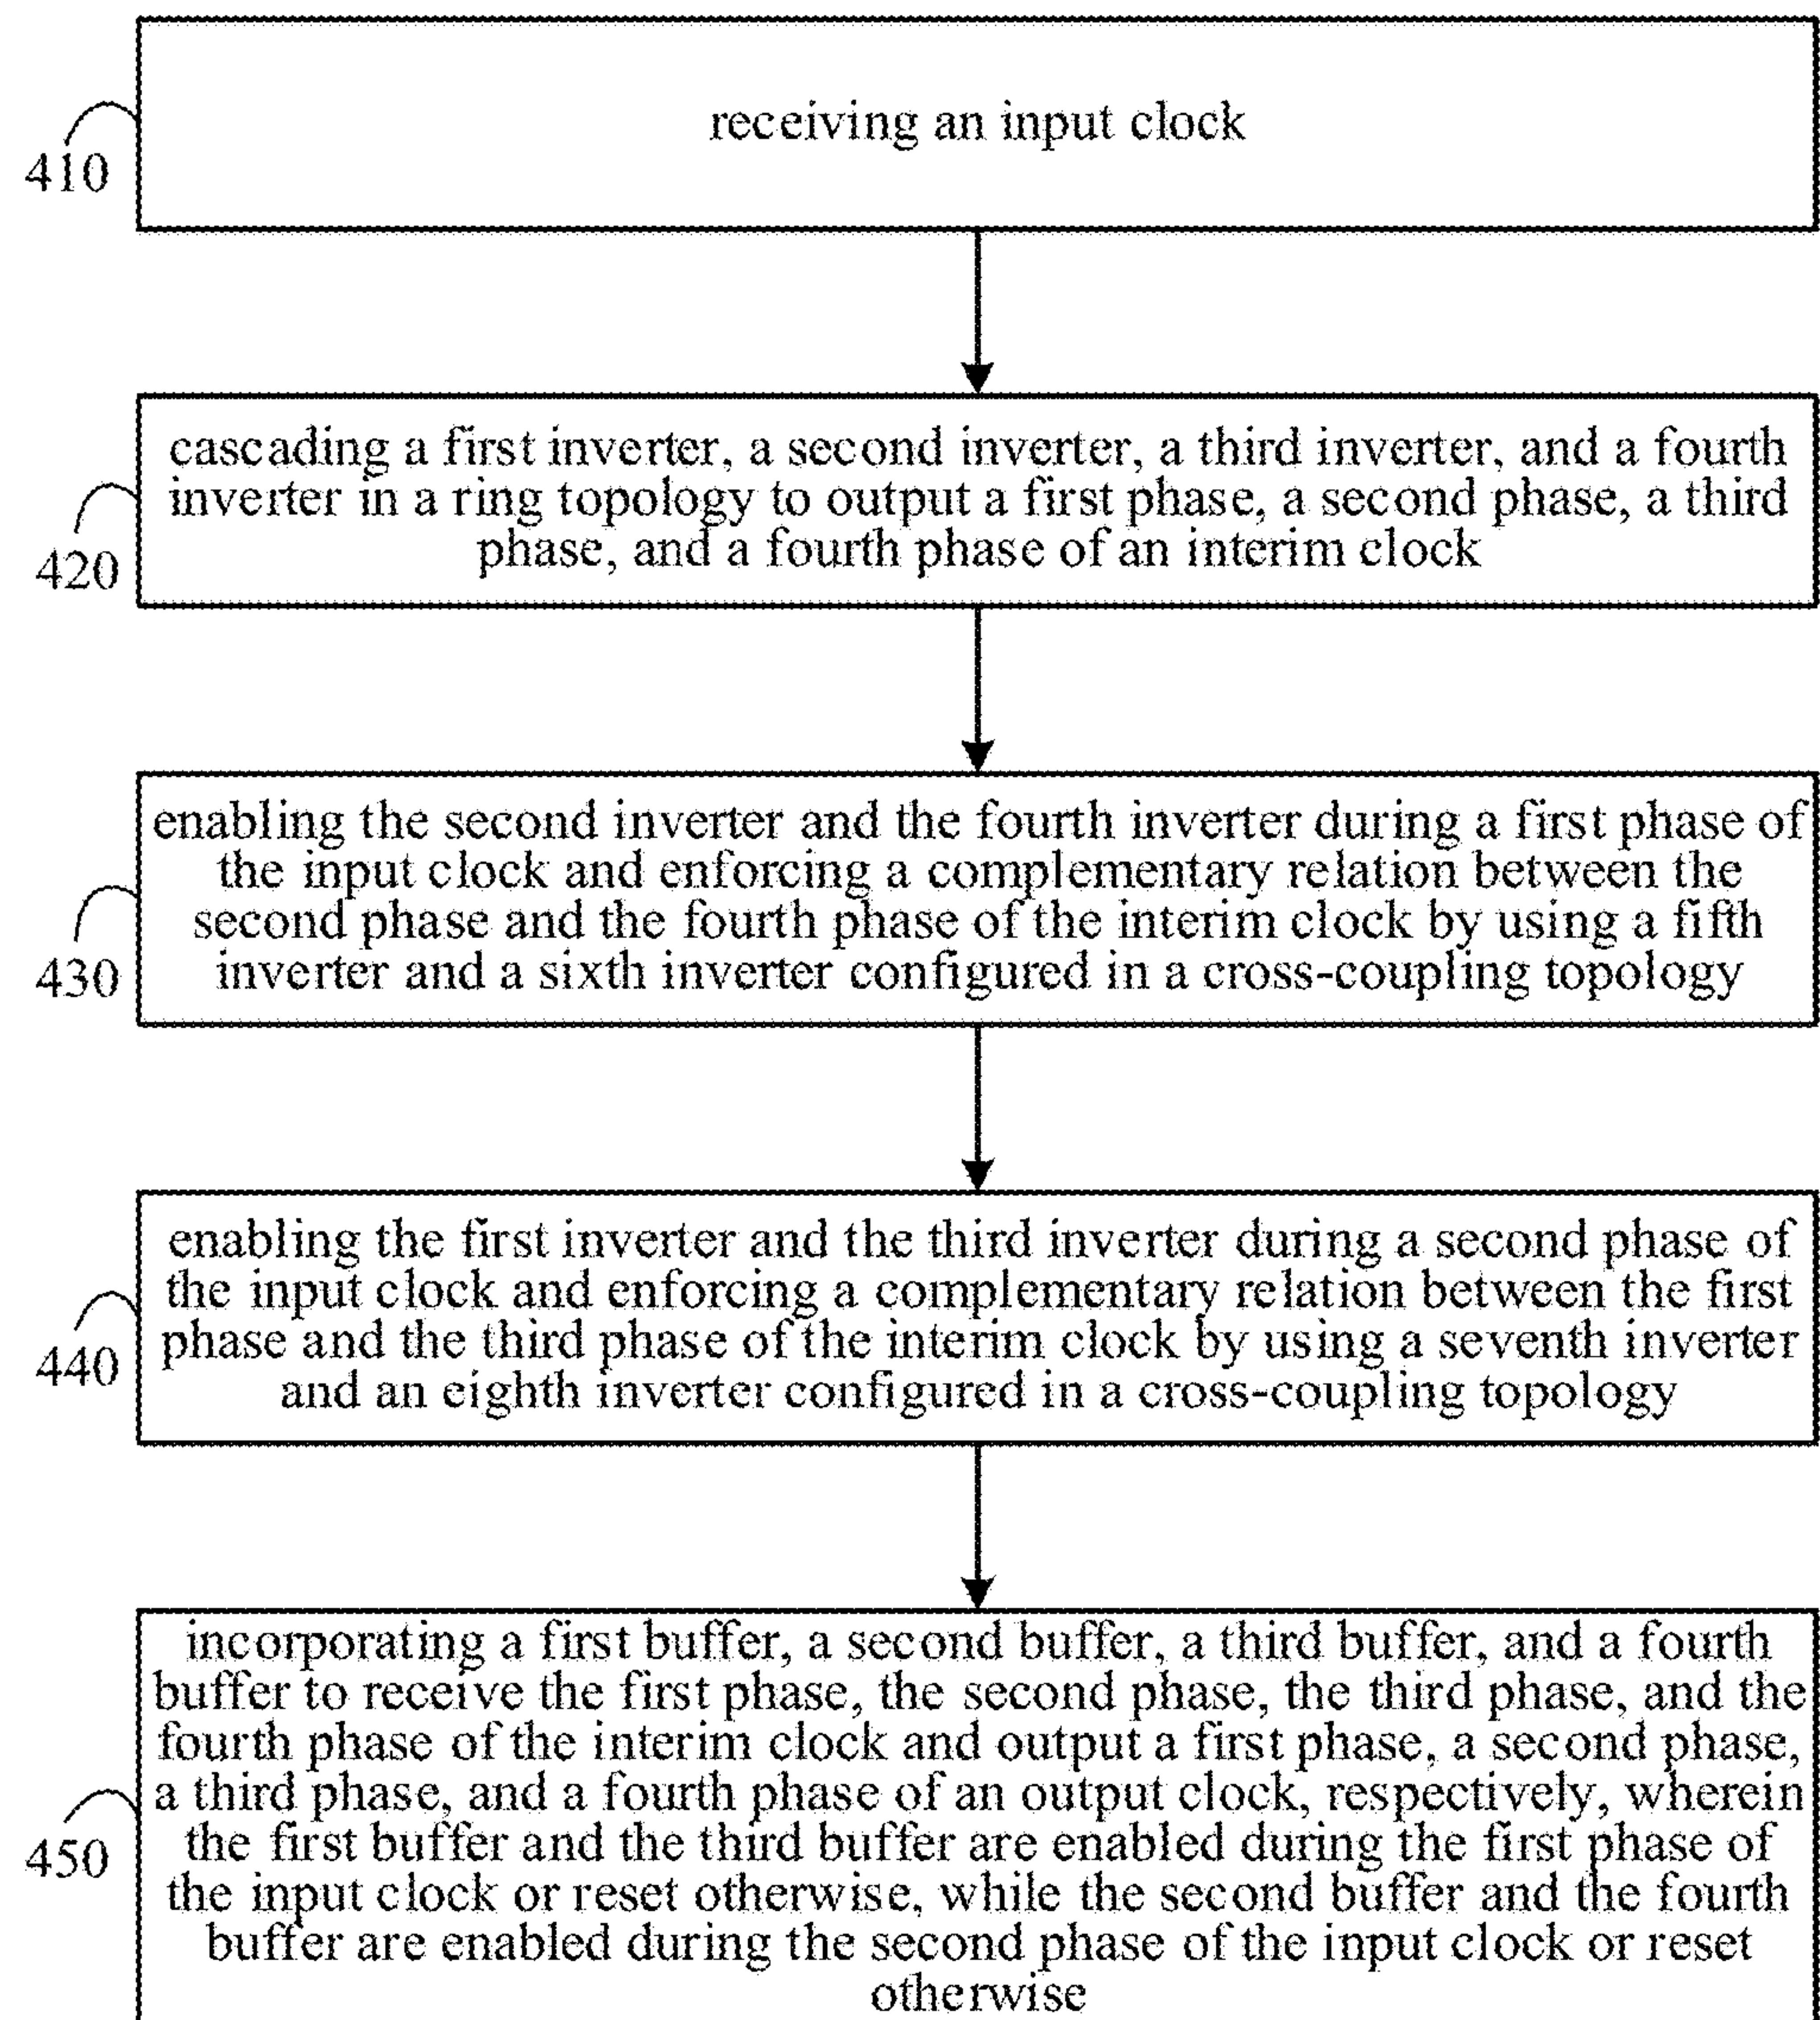 receiving an input clock
410
cascading a first inverter, a second inverter, a third inverter, and a fourth
inverter in a ring topology to output a first phase, a second phase, a third
phase, and a fourth phase of an interim clock
420
enabling the second inverter and the fourth inverter during a first phase of
the input clock and enforcing a complementary relation between the
second phase and the fourth phase of the interim clock by using a fifth
inverter and a sixth inverter configured in a cross-coupling topology
430
enabling the first inverter and the third inverter during a second phase of
the input clock and enforcing a complementary relation between the first
phase and the third phase of the interim clock by using a seventh inverter
and an eighth inverter configured in a cross-coupling topology
440
incorporating a first buffer, a second buffer, a third buffer, and a fourth
buffer to receive the first phase, the second phase, the third phase, and the
fourth phase of the interim clock and output a first phase, a second phase,
a third phase, and a fourth phase of an output clock, respectively, wherein
the first buffer and the third buffer are enabled during the first phase of
the input clock or reset otherwise, while the second buffer and the fourth
buffer are enabled during the second phase of the input clock or reset
otherwise
450